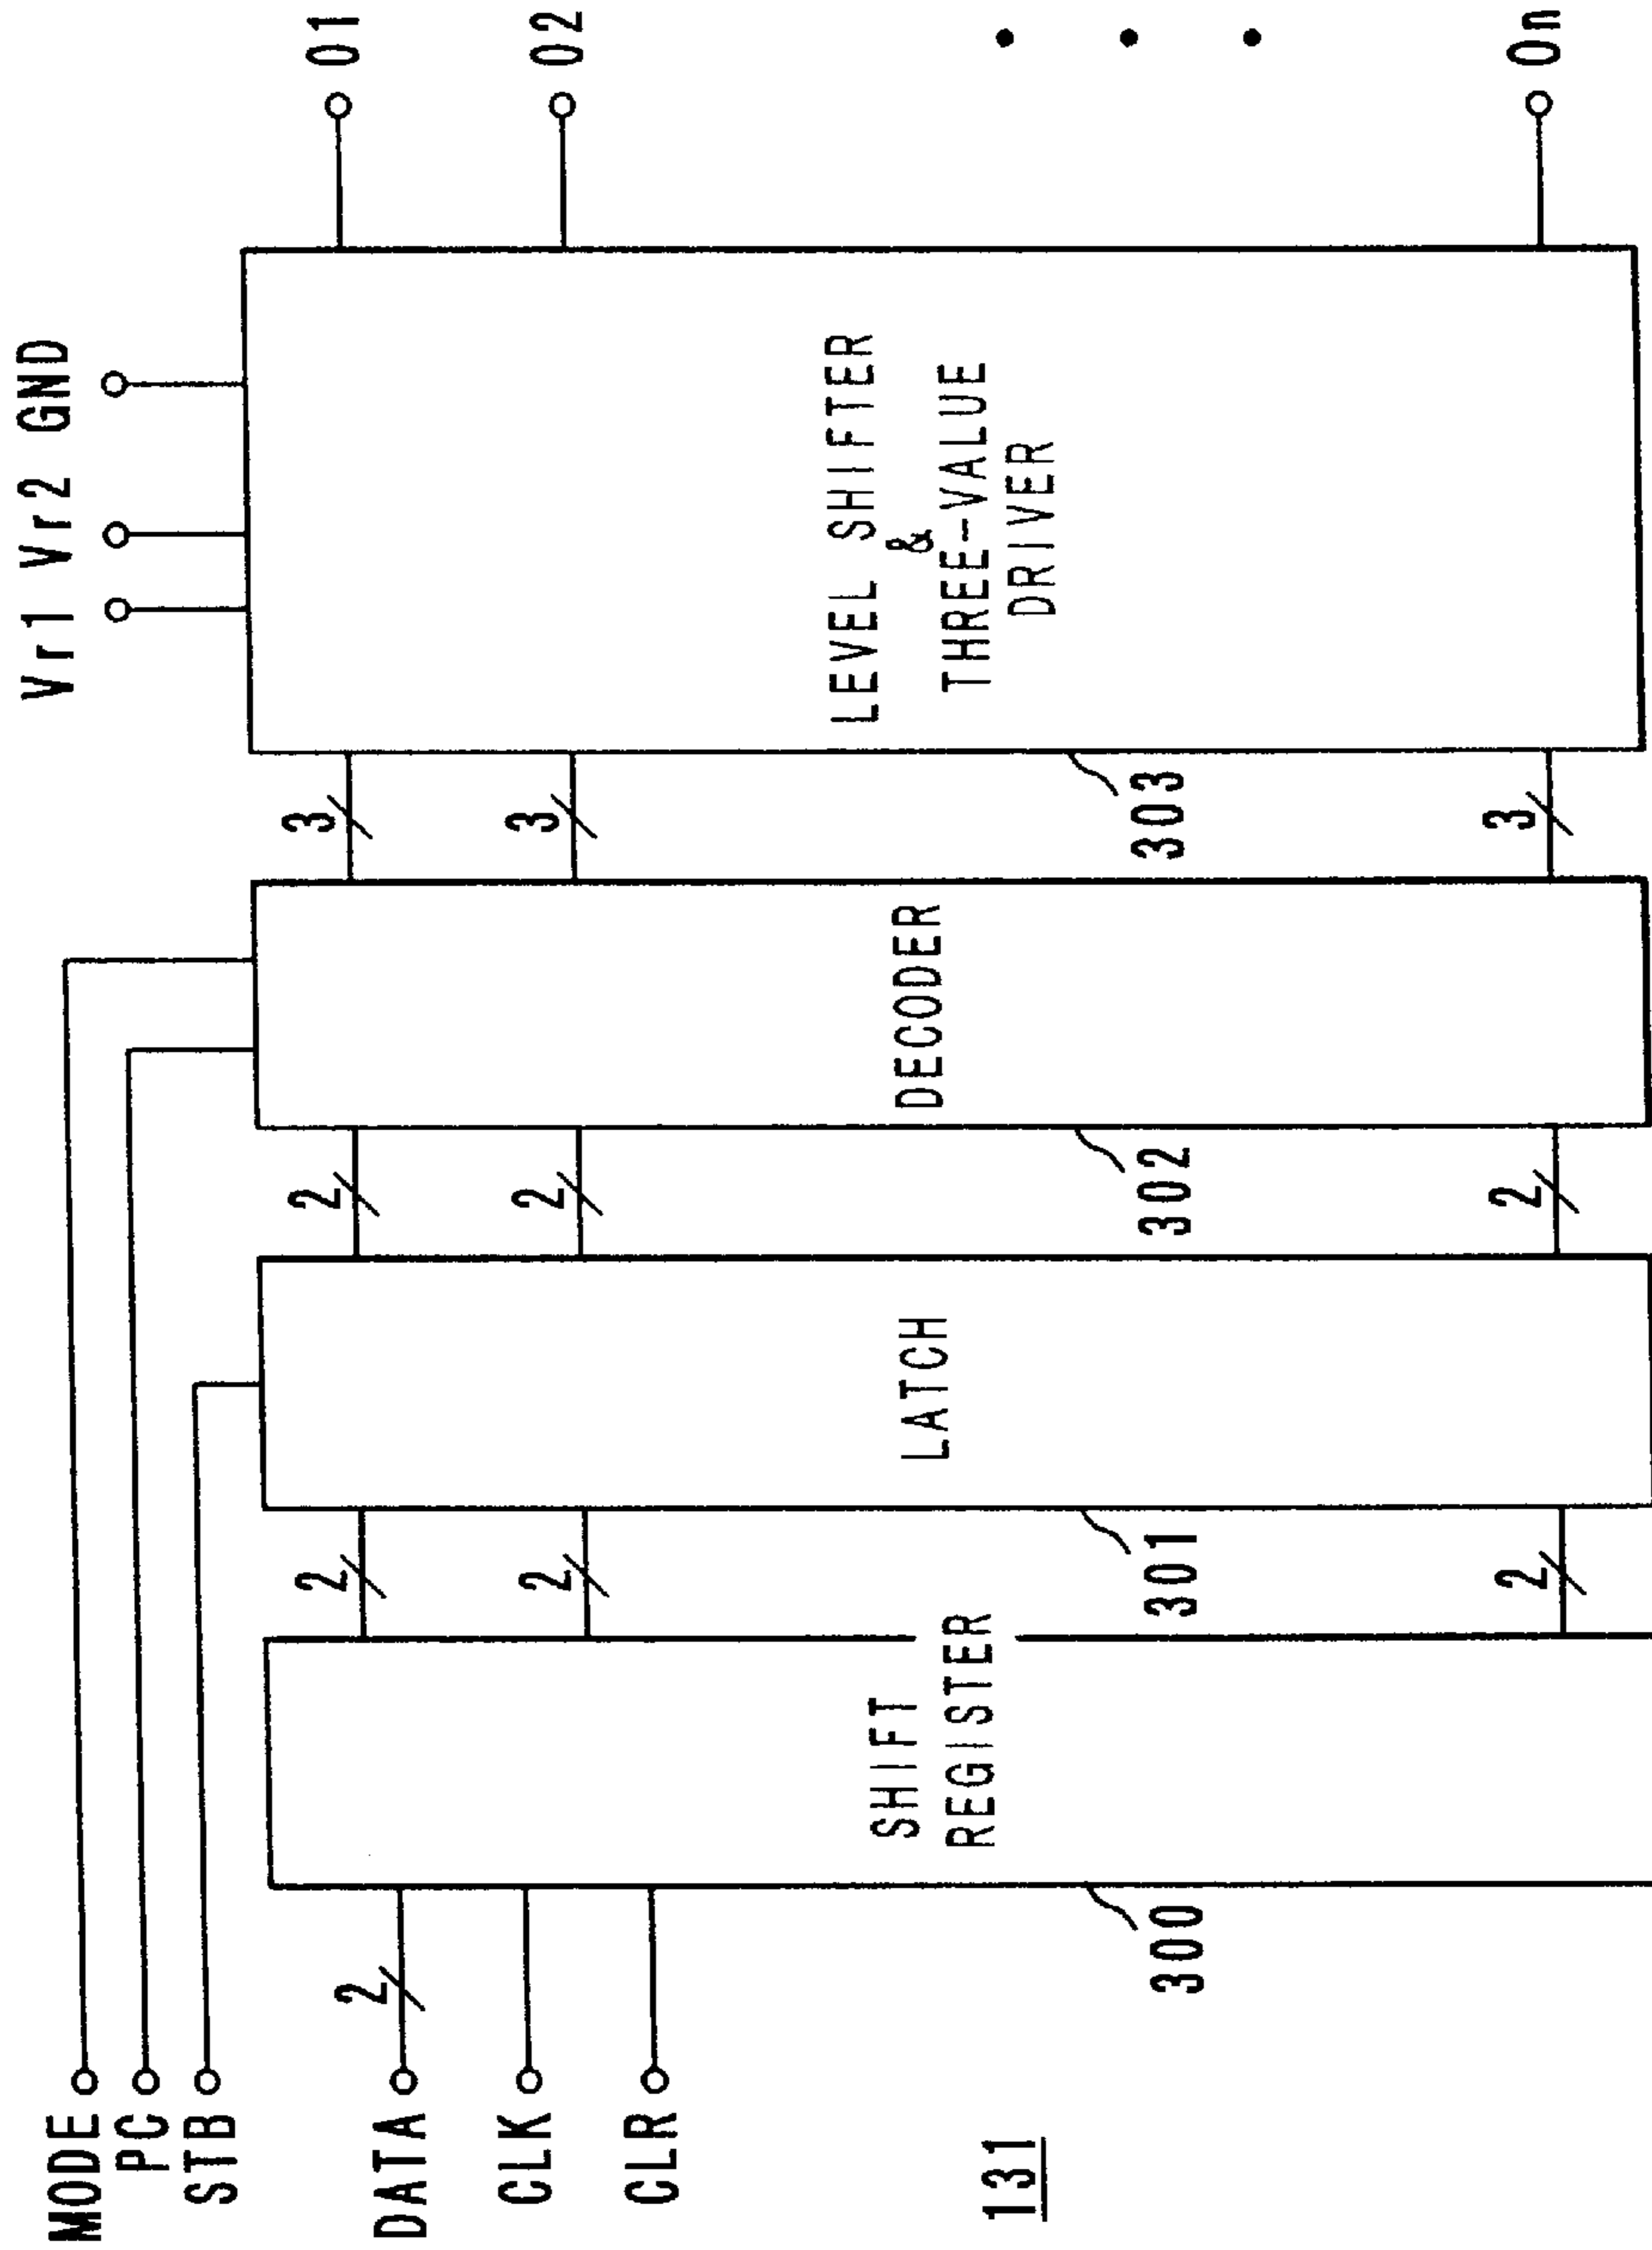 MODE
PC
STB
DATA
CLK
CLR
2
131
SHIFT
REGISTER
300
2
2
2
LATCH
301
2
2
2
DECODER
302
3
3
3
LEVEL SHIFTER
&
THREE-VALUE
DRIVER
303
Vr1 Vr2 GND
O1
O2
On